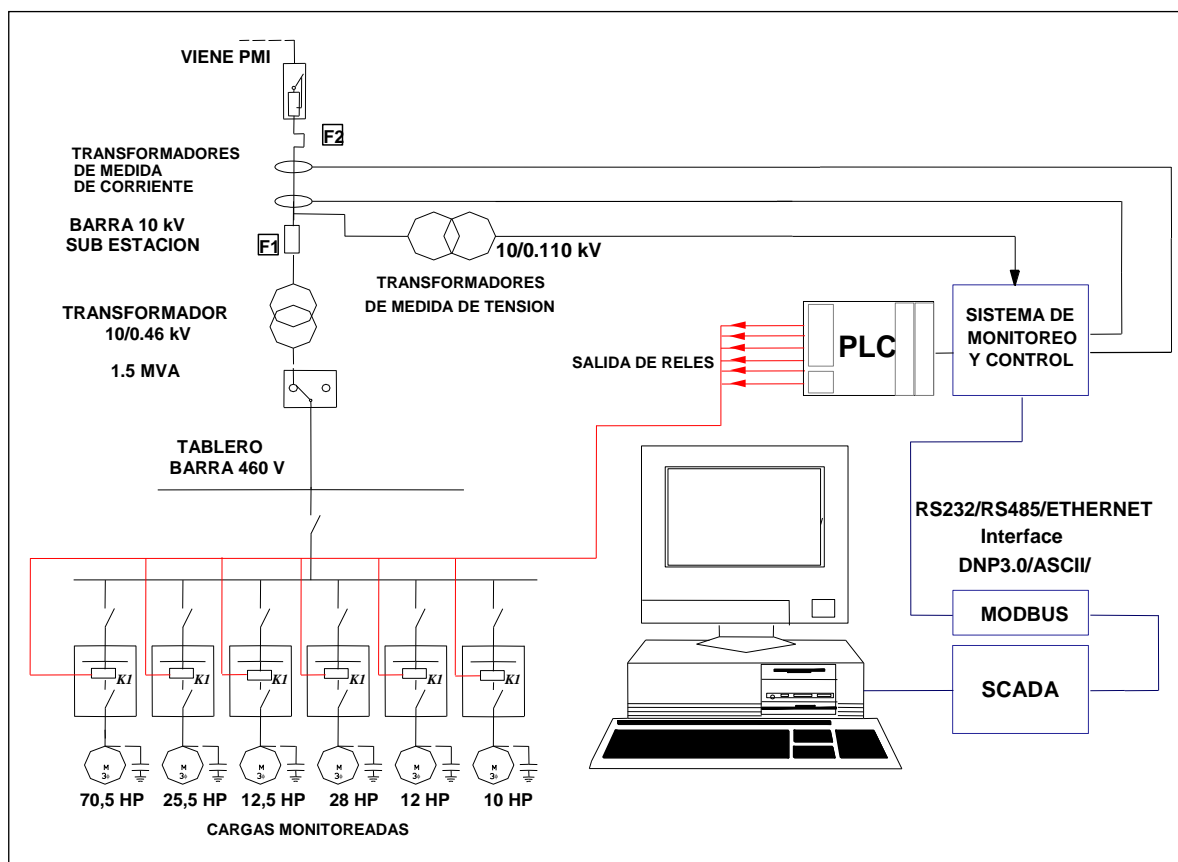 VIENE PMI
F2
TRANSFORMADORES
DE MEDIDA
DE CORRIENTE
BARRA 10 kV
SUB ESTACION
F1
10/0.110 kV
TRANSFORMADORES
DE MEDIDA DE TENSION
TRANSFORMADOR
10/0.46 kV
1.5 MVA
SALIDA DE RELES
PLC
SISTEMA DE
MONITOREO
Y CONTROL
TABLERO
BARRA 460 V
RS232/RS485/ETHERNET
Interface
DNP3.0/ASCII/
MODBUS
SCADA
K1
K1
K1
K1
K1
K1
M
3ф
M
3ф
M
3ф
M
3ф
M
3ф
M
3ф
70,5 HP
25,5 HP
12,5 HP
28 HP
12 HP
10 HP
CARGAS MONITOREADAS